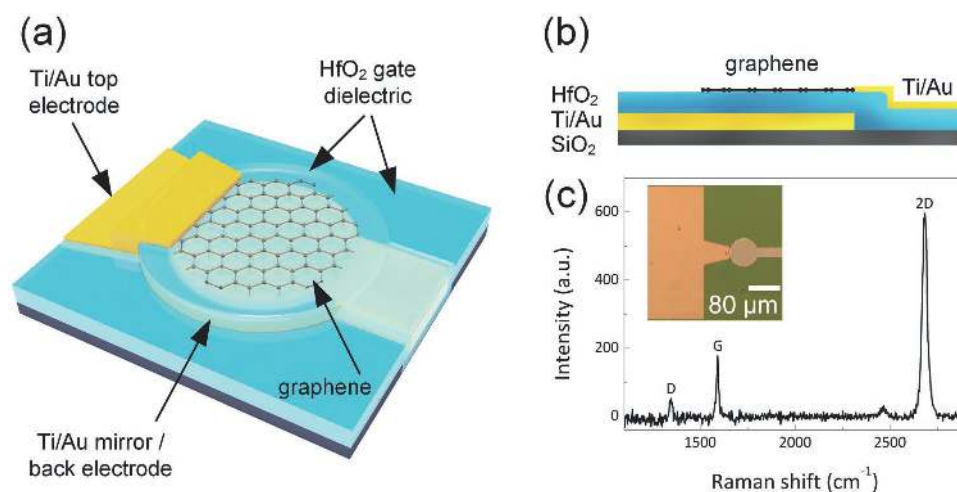 (a)
Ti/Au top
electrode
HfO₂ gate
dielectric
graphene
Ti/Au mirror /
back electrode
(b)
graphene
HfO₂
Ti/Au
Ti/Au
SiO₂
(c)
600
400
200
0
Intensity (a.u.)
D
G
2D
80 μm
1500
2000
2500
Raman shift (cm⁻¹)